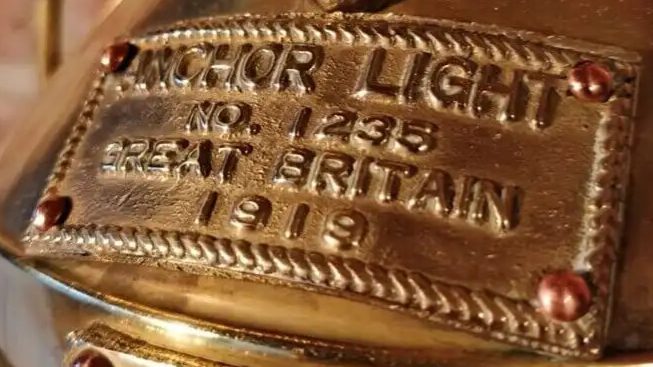 ANCHOR LIGHT
NO. 1235
GREAT BRITAIN
1919